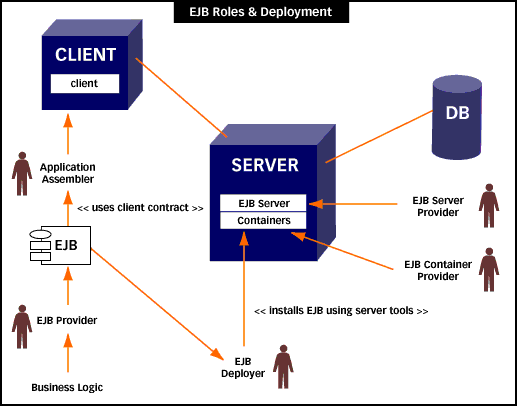 EJB Roles & Deployment
CLIENT
client
DB
SERVER
EJB Server
Containers
Application
Assembler
<< uses client contract >>
EJB Server
Provider
EJB
EJB Container
Provider
EJB Provider
<< installs EJB using server tools >>
EJB
Deployer
Business Logic